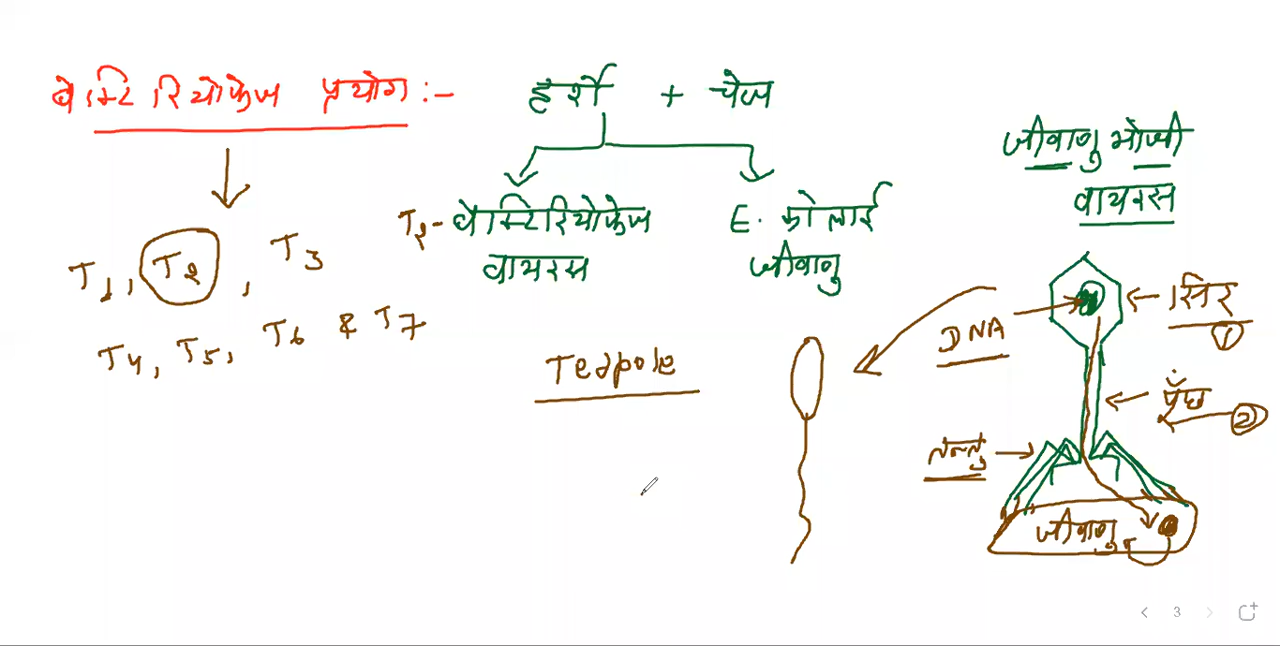 बेक्टिरियोफेज प्रयोग :-
हर्शे + चेज
T2- बेक्टिरियोफेज
वायरस
E. कोलाई
जीवाणु
जीवाणु भोजी
वायरस
T1, T2, T3
T4, T5, T6 & T7
Tedpole
DNA
सिर
1
पूँछ
2
तन्तु
जीवाणु
3